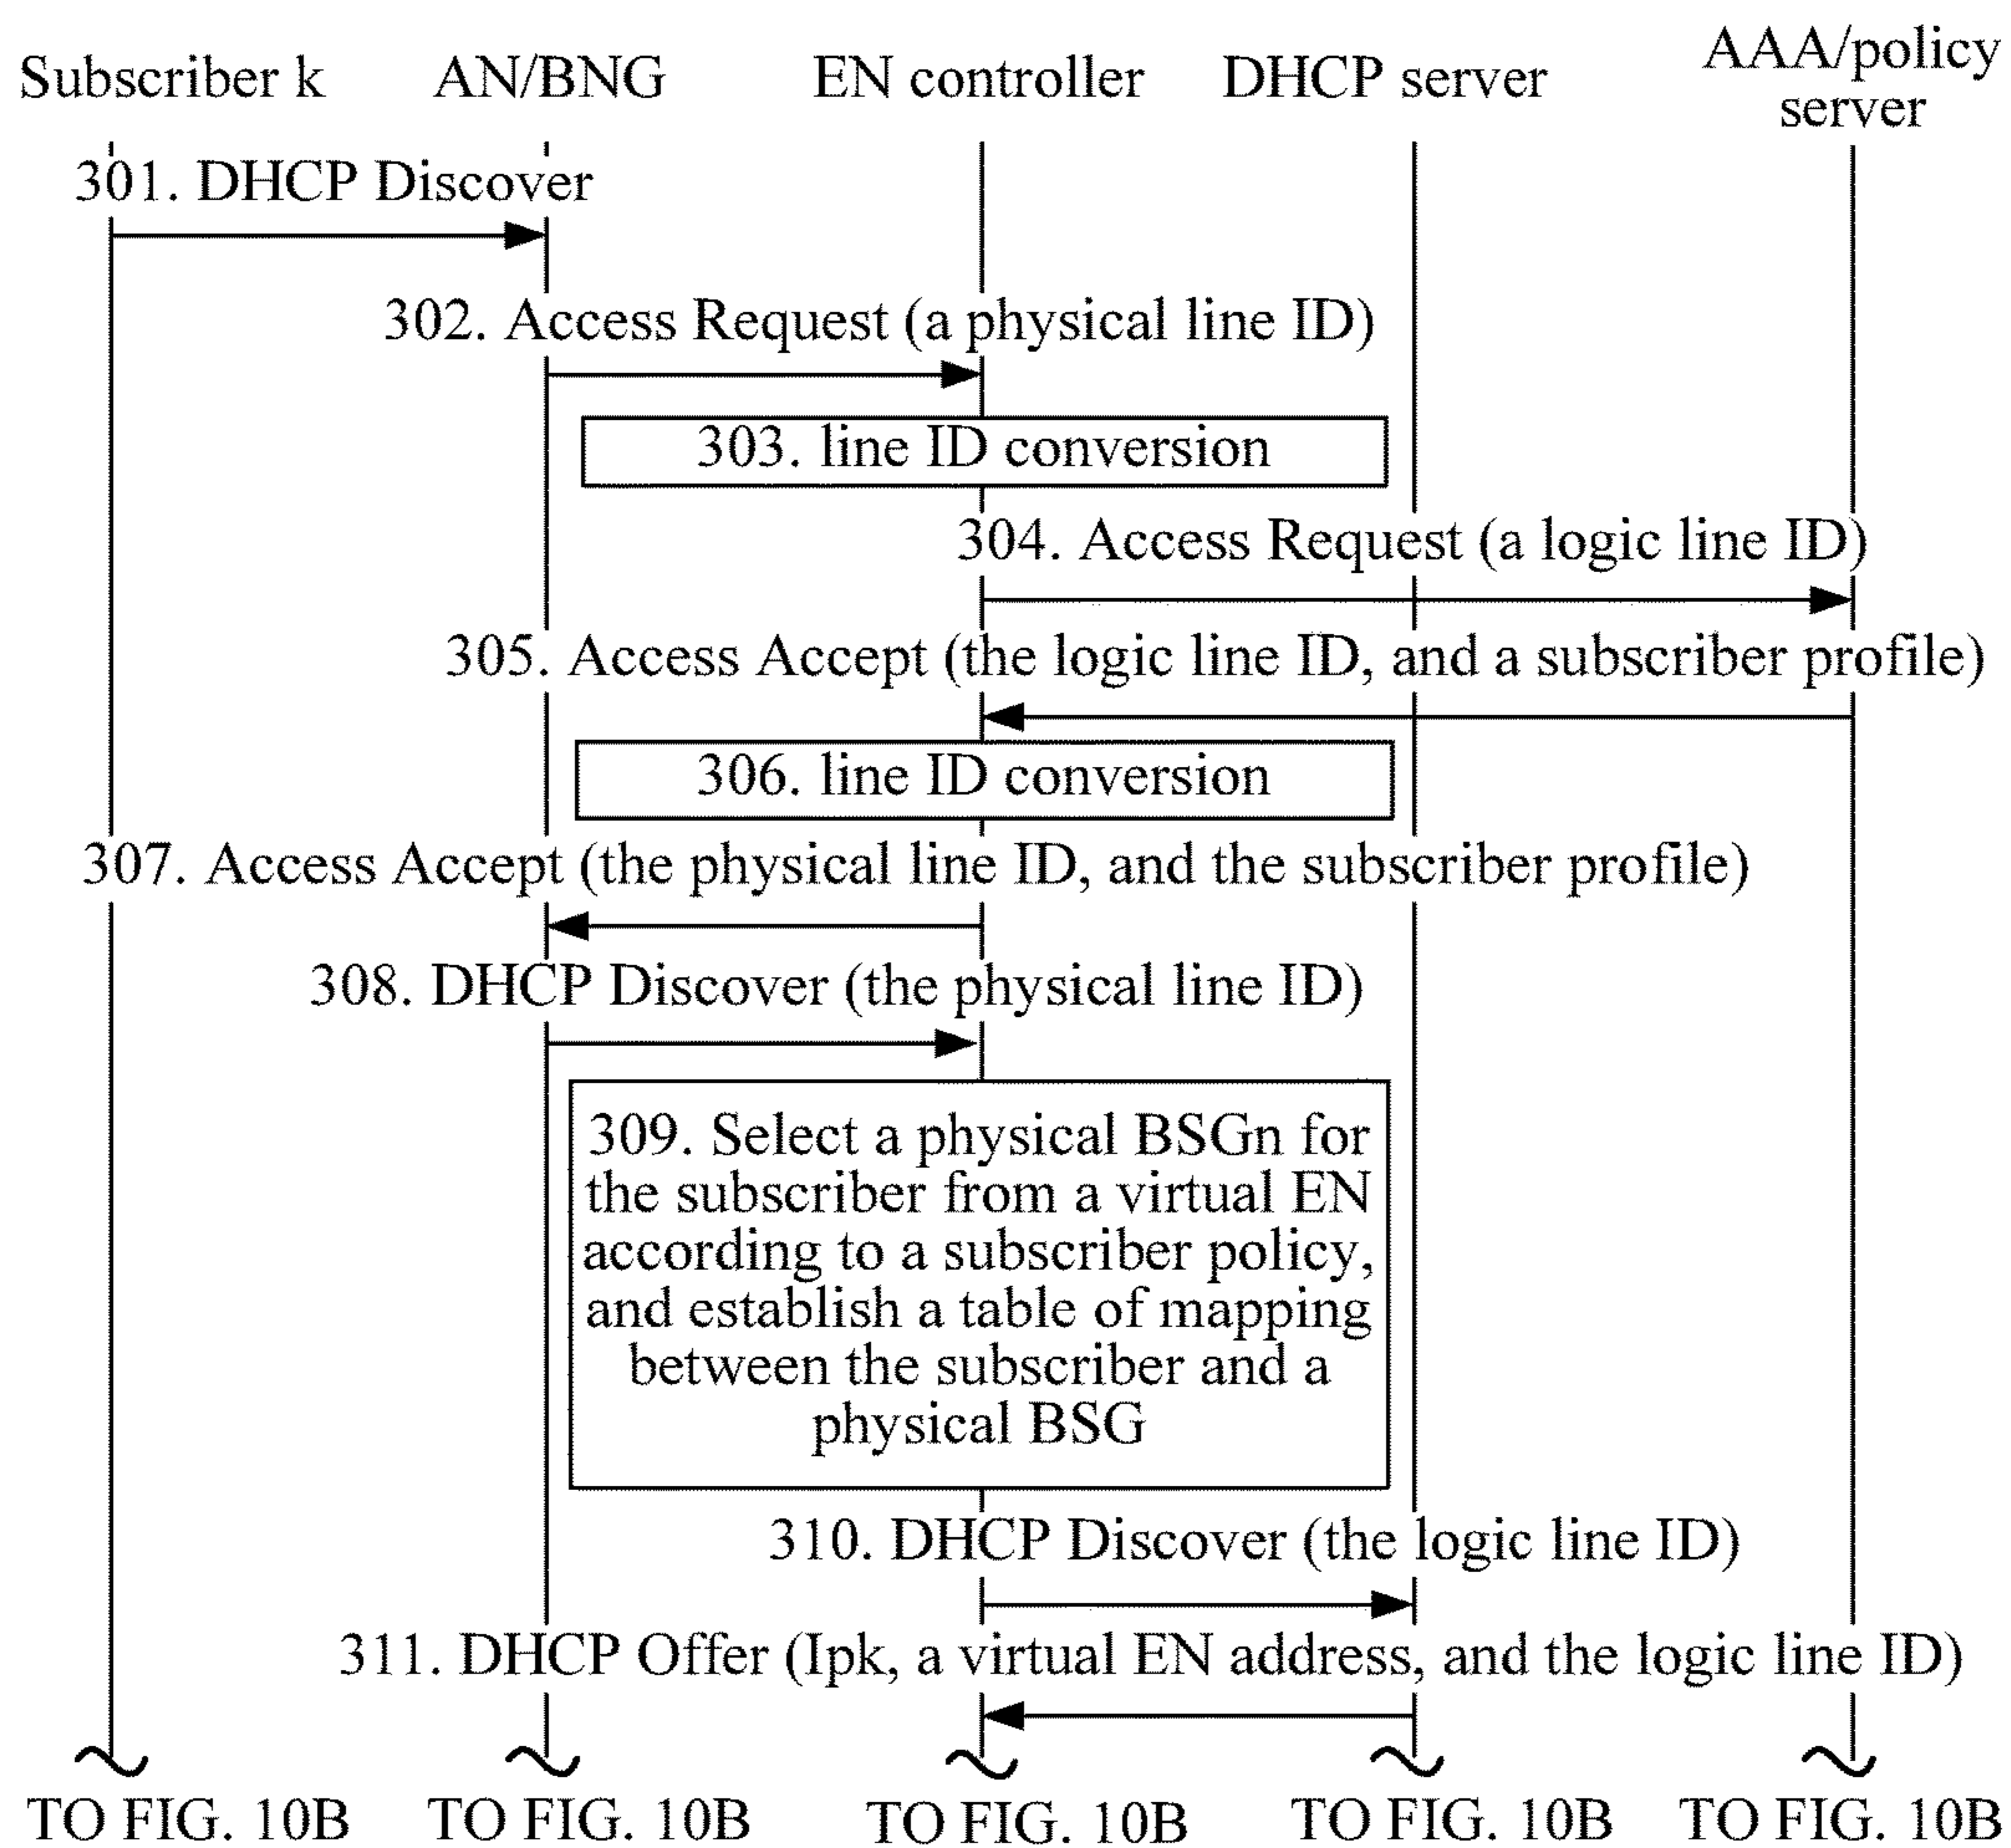 Subscriber k
AN/BNG
EN controller
DHCP server
AAA/policy
server
301. DHCP Discover
302. Access Request (a physical line ID)
303. line ID conversion
304. Access Request (a logic line ID)
305. Access Accept (the logic line ID, and a subscriber profile)
306. line ID conversion
307. Access Accept (the physical line ID, and the subscriber profile)
308. DHCP Discover (the physical line ID)
309. Select a physical BSGn for
the subscriber from a virtual EN
according to a subscriber policy,
and establish a table of mapping
between the subscriber and a
physical BSG
310. DHCP Discover (the logic line ID)
311. DHCP Offer (Ipk, a virtual EN address, and the logic line ID)
TO FIG. 10B
TO FIG. 10B
TO FIG. 10B
TO FIG. 10B
TO FIG. 10B